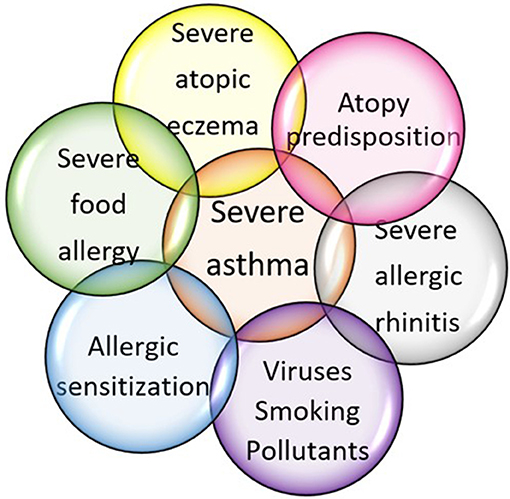 Severe
atopic
eczema
Atopy
predisposition
Severe
food
allergy
Severe
asthma
Severe
allergic
rhinitis
Allergic
sensitization
Viruses
Smoking
Pollutants